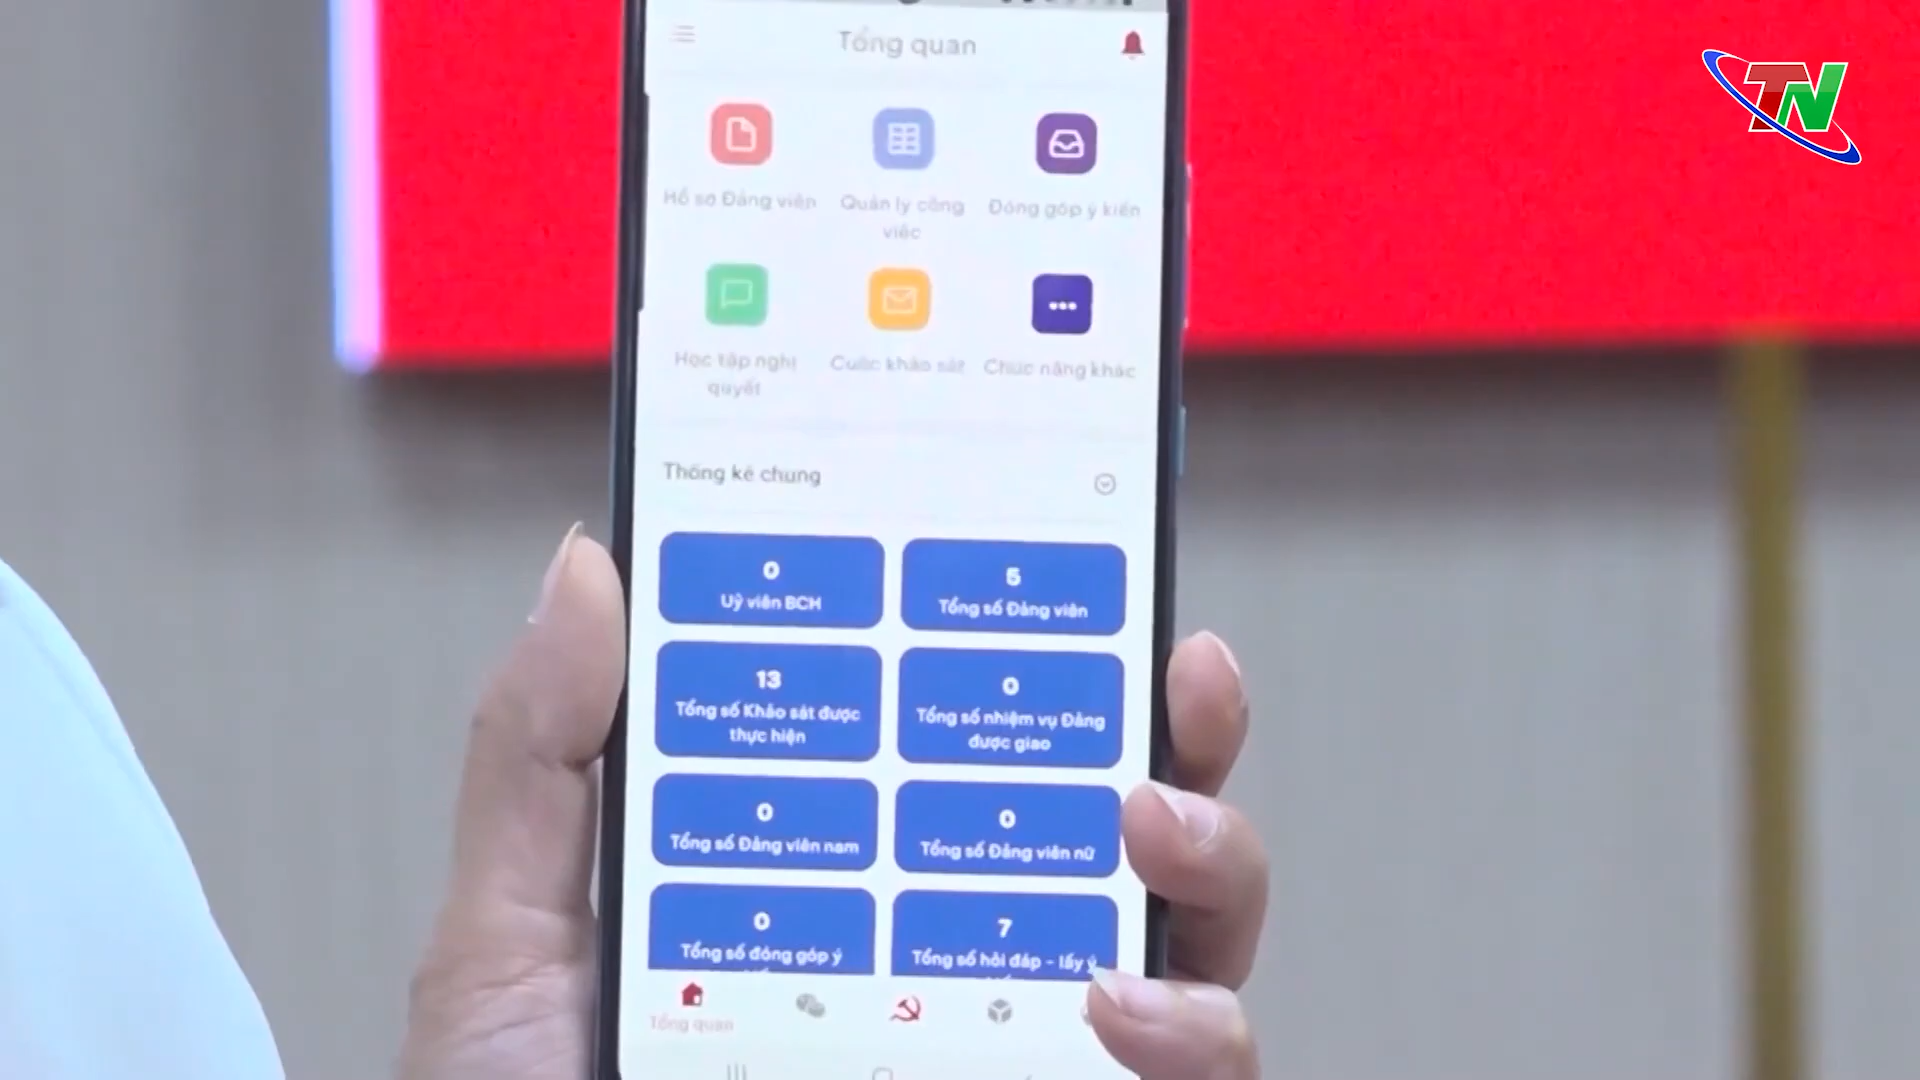 TN
Tổng quan
Hồ sơ Đảng viên
Quản lý công
việc
Đóng góp ý kiến
Học tập nghị
quyết
Cuộc khảo sát
Chức năng khác
Thống kê chung
0
Uỷ viên BCH
5
Tổng số Đảng viên
13
Tổng số Khảo sát được
thực hiện
0
Tổng số nhiệm vụ Đảng
được giao
0
Tổng số Đảng viên nam
0
Tổng số Đảng viên nữ
0
Tổng số đóng góp ý
7
Tổng số hỏi đáp - lấy ý
Tổng quan